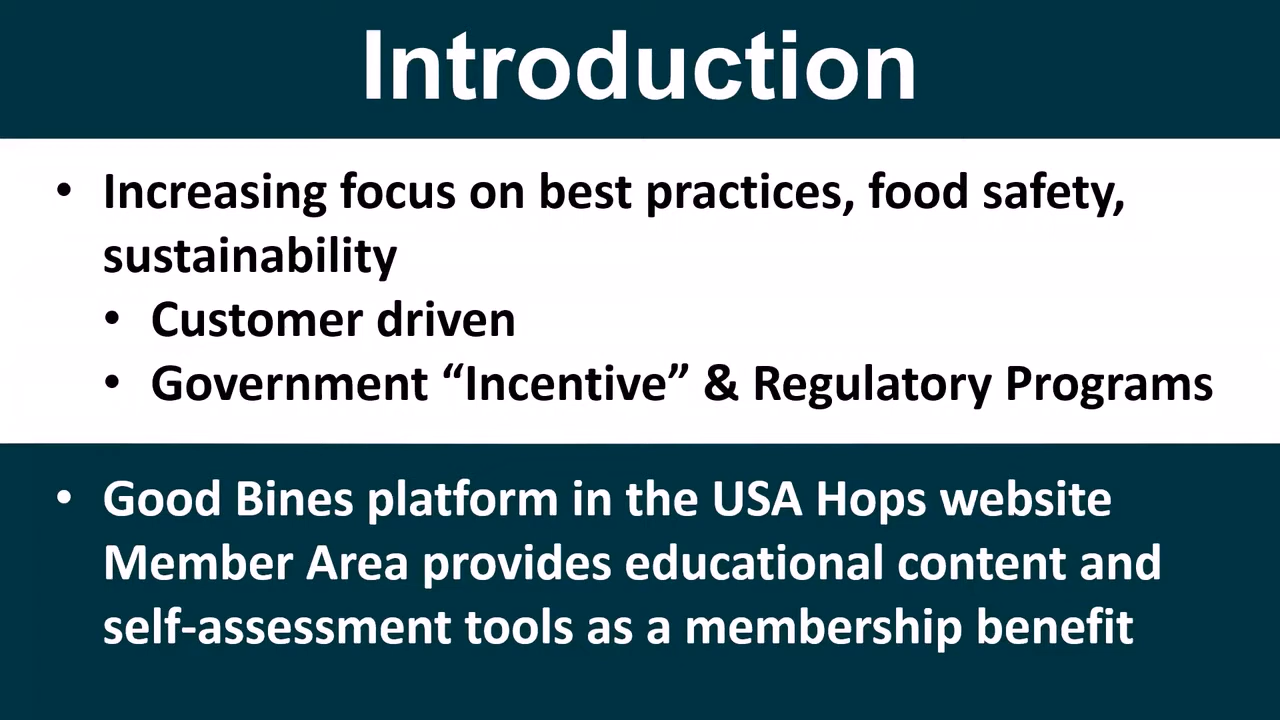 Introduction
• Increasing focus on best practices, food safety,
sustainability
• Customer driven
• Government “Incentive” & Regulatory Programs
• Good Bines platform in the USA Hops website
Member Area provides educational content and
self-assessment tools as a membership benefit